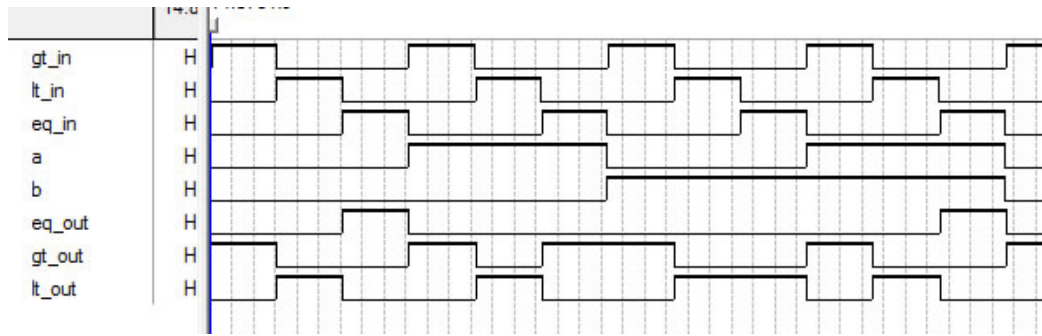 gt_in H
lt_in H
eq_in H
a H
b H
eq_out H
gt_out H
lt_out H